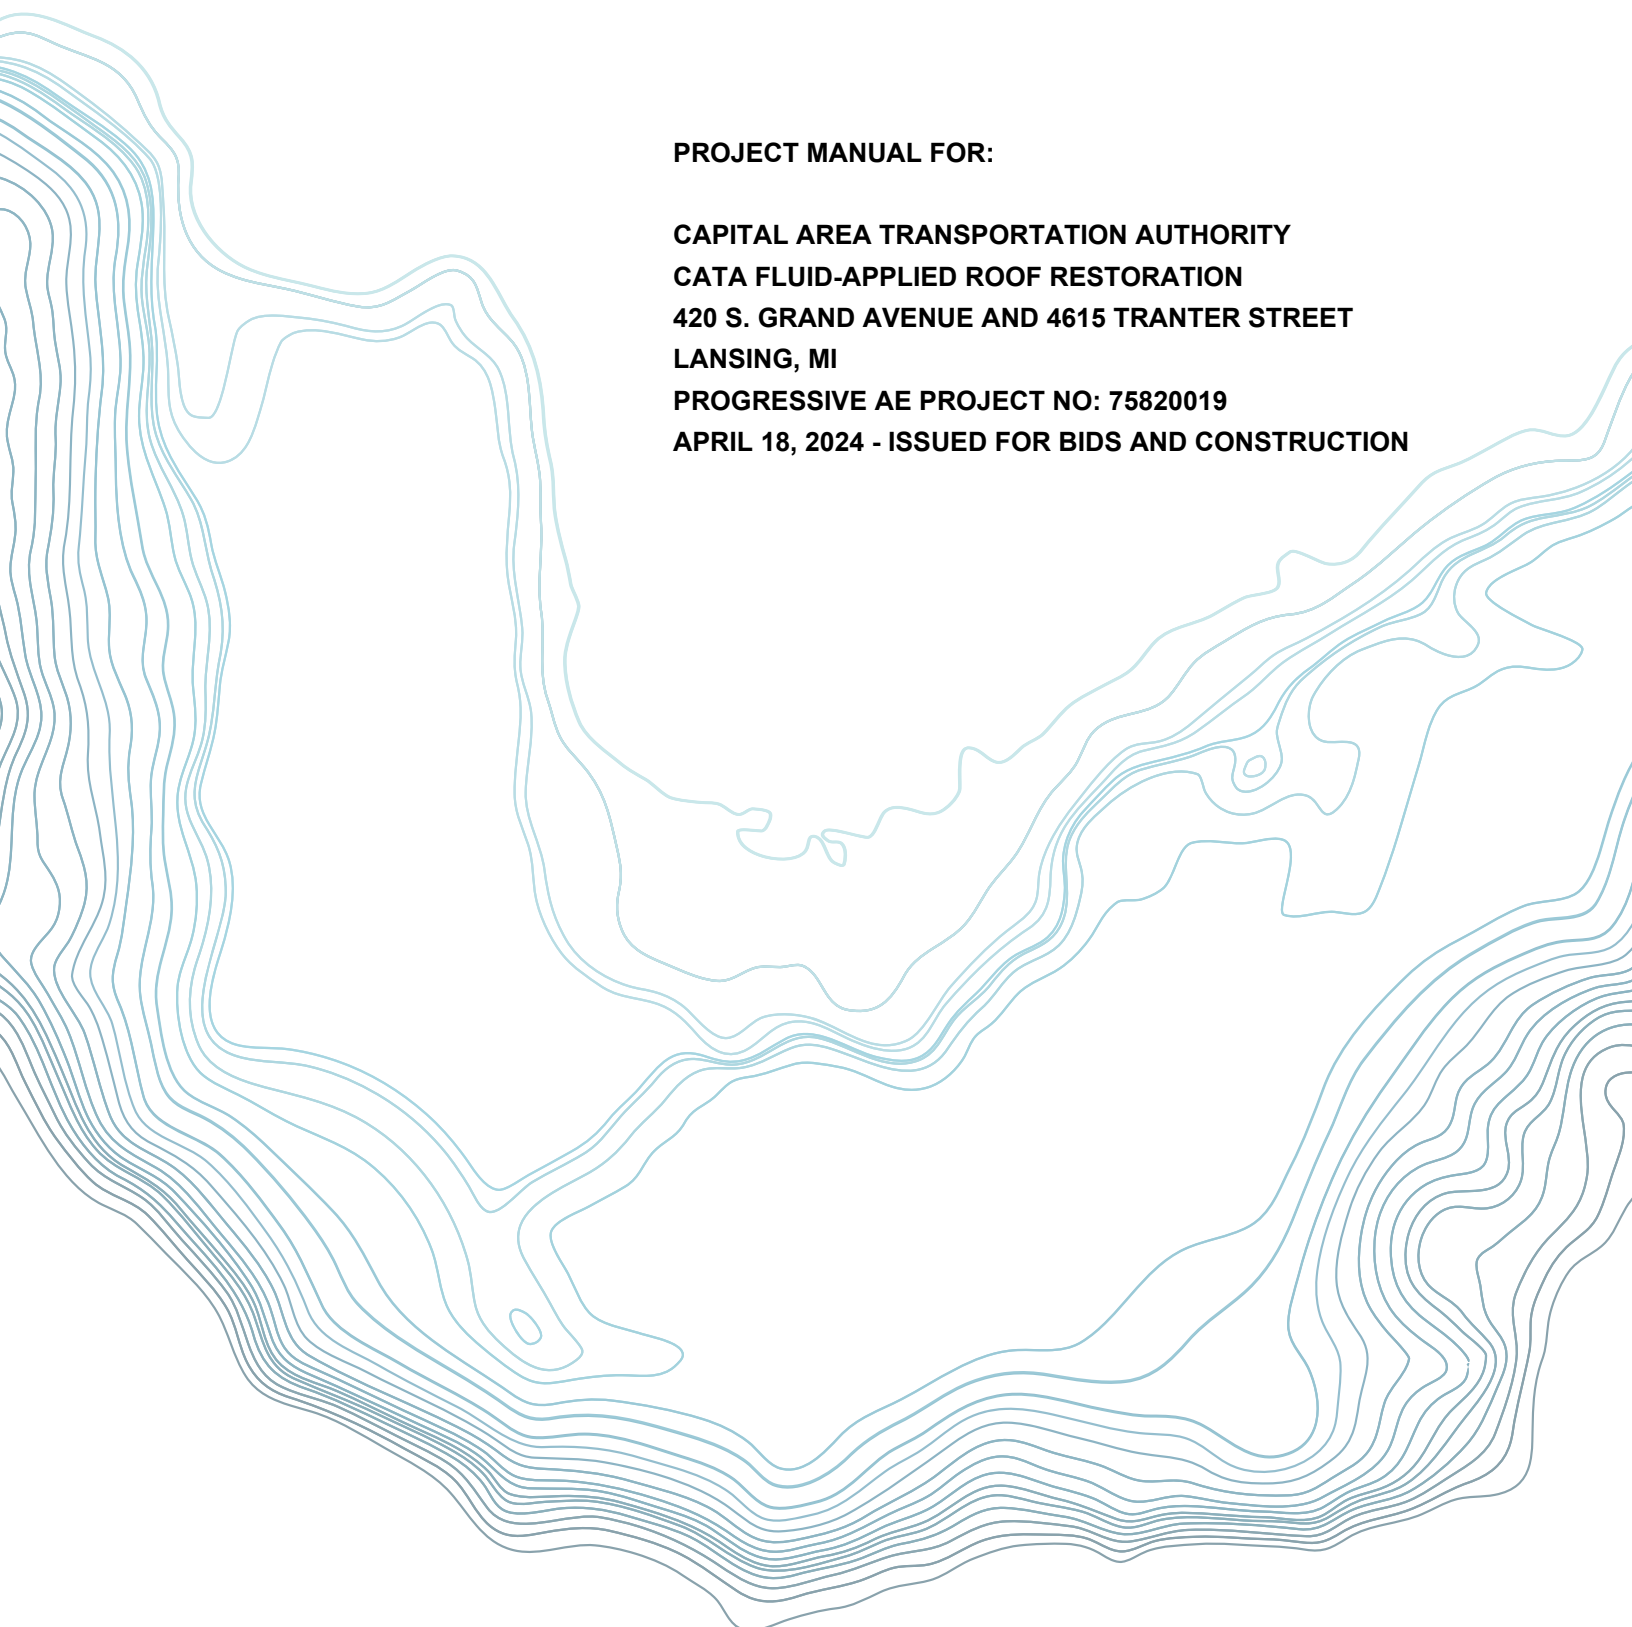 PROJECT MANUAL FOR:
CAPITAL AREA TRANSPORTATION AUTHORITY
CATA FLUID-APPLIED ROOF RESTORATION
420 S. GRAND AVENUE AND 4615 TRANTER STREET
LANSING, MI
PROGRESSIVE AE PROJECT NO: 75820019
APRIL 18, 2024 - ISSUED FOR BIDS AND CONSTRUCTION